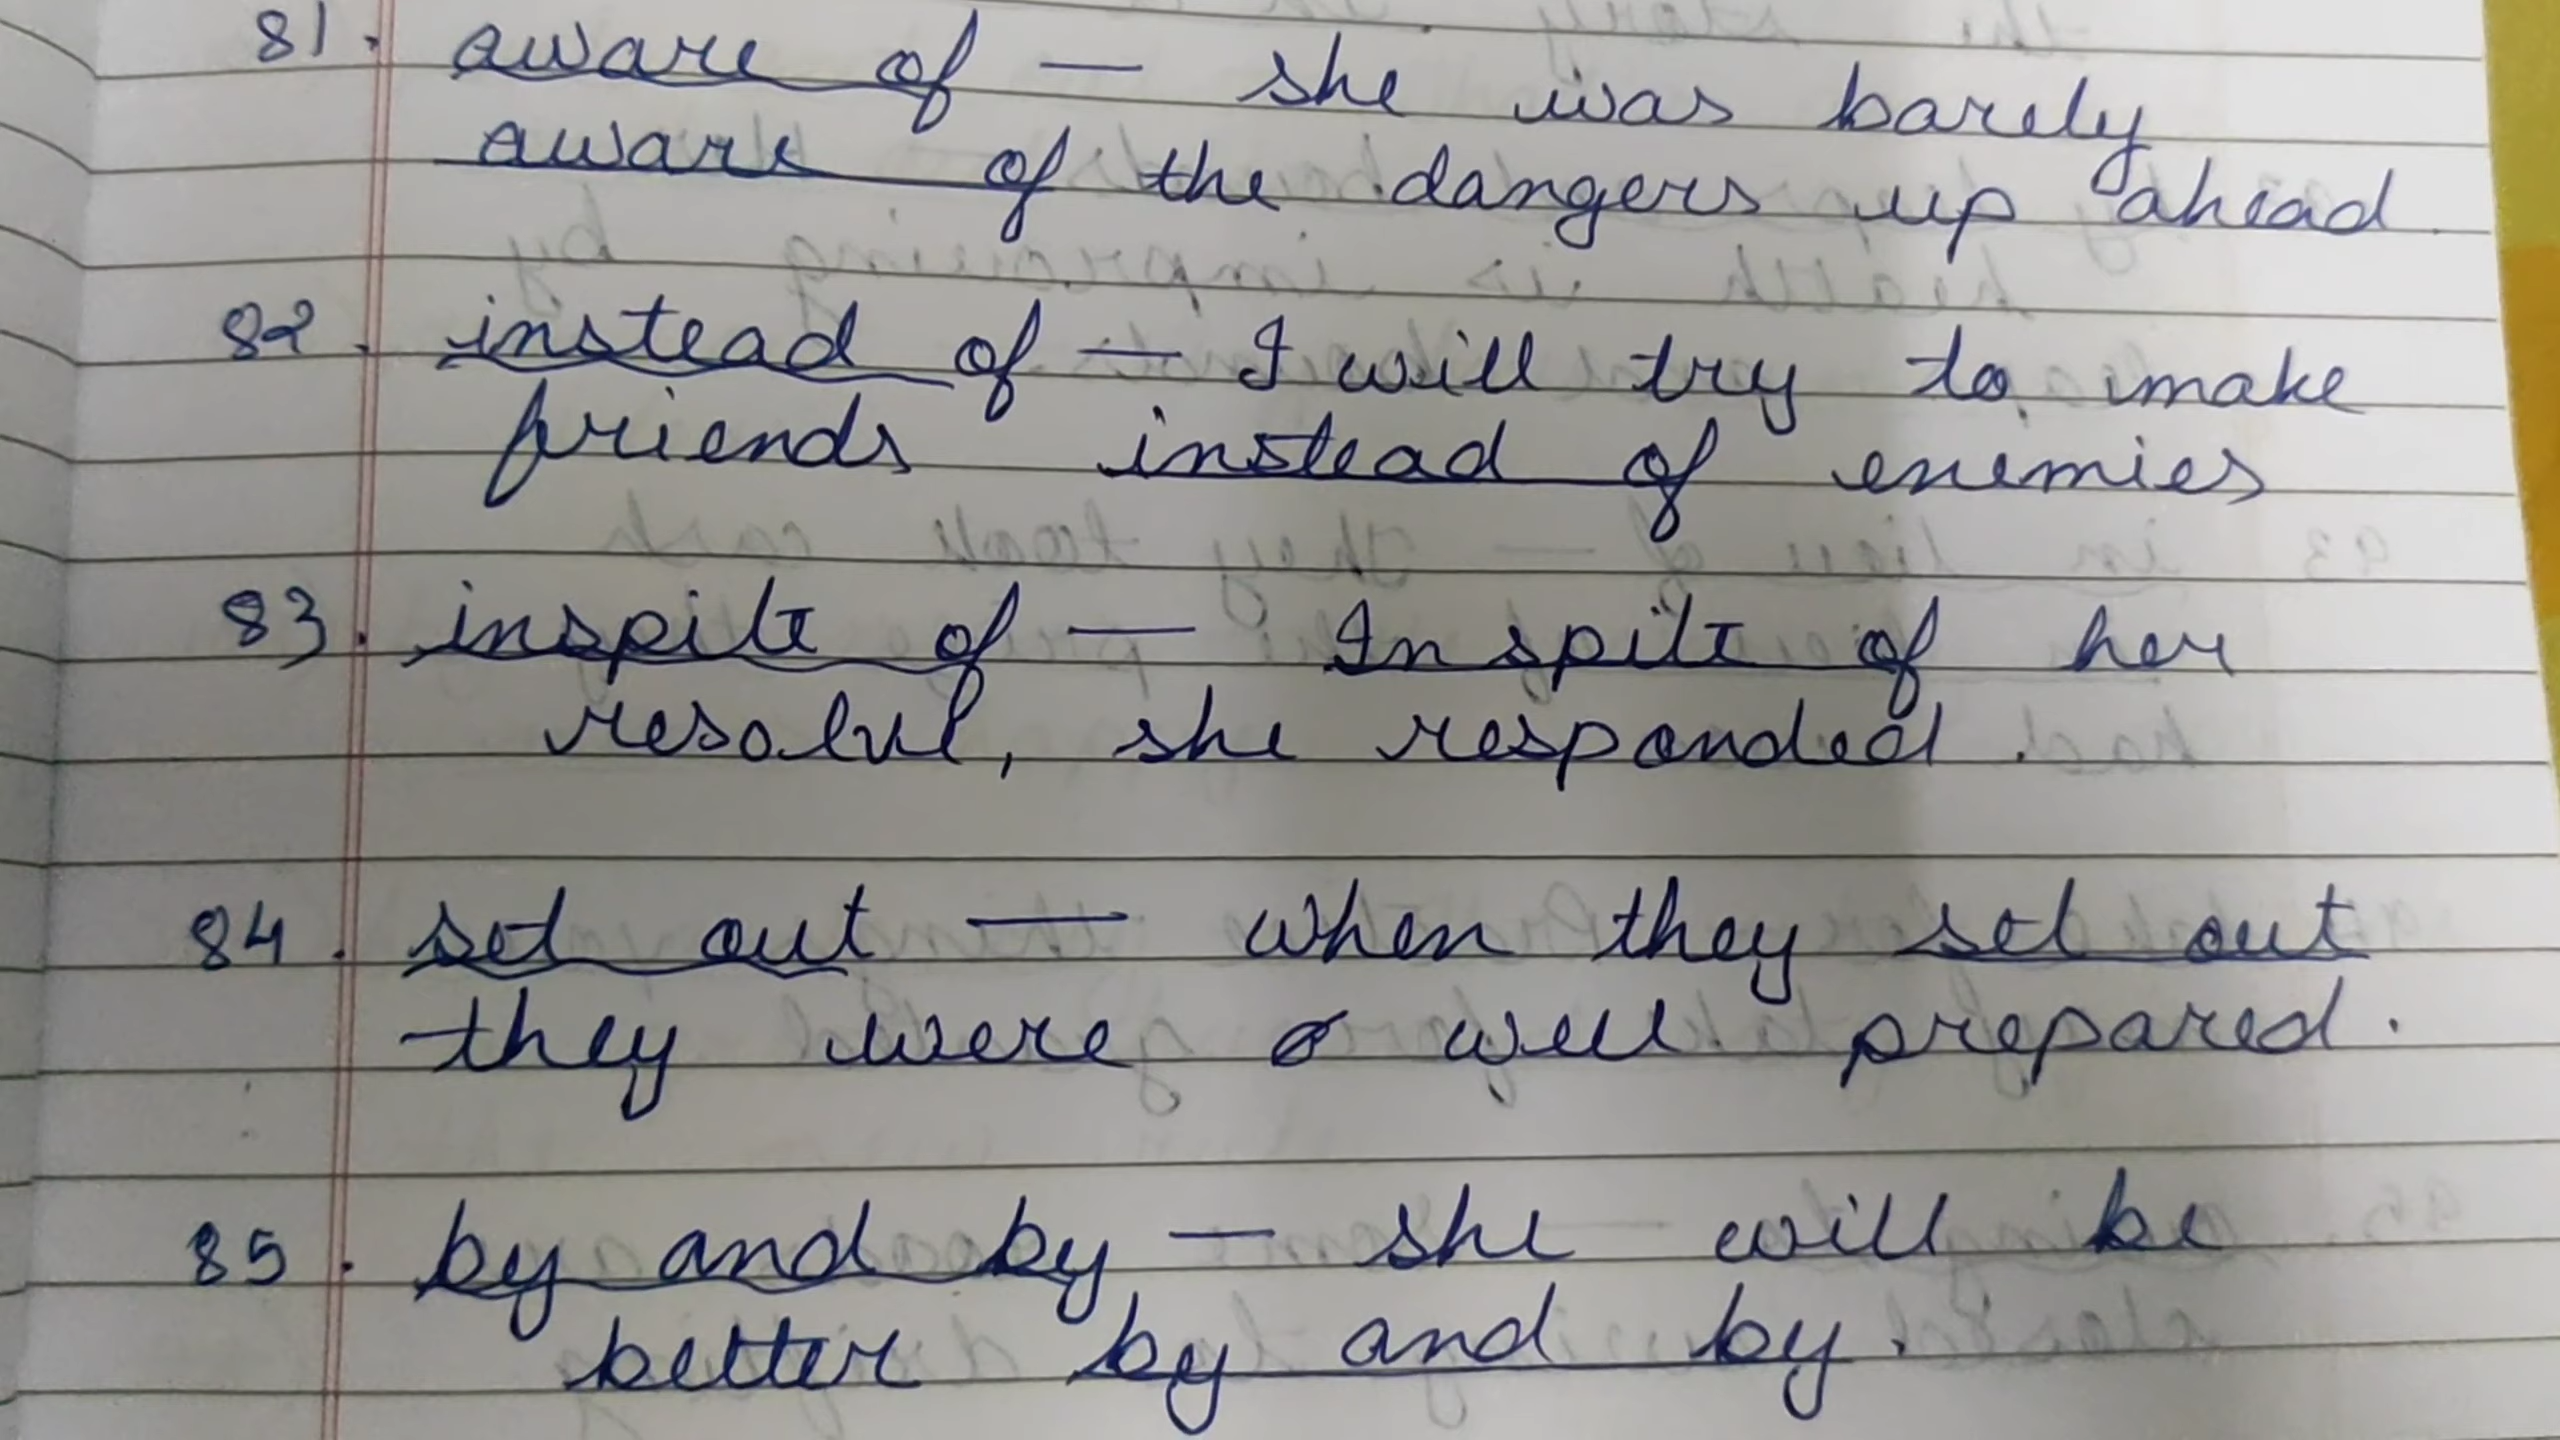 81. aware of — she was barely
aware of the dangers up ahead.
82. instead of — I will try to make
friends instead of enemies
83. inspite of — In spite of her
resolve, she responded.
84. set out — when they set out
they were well prepared.
85. by and by — she will be
better by and by.